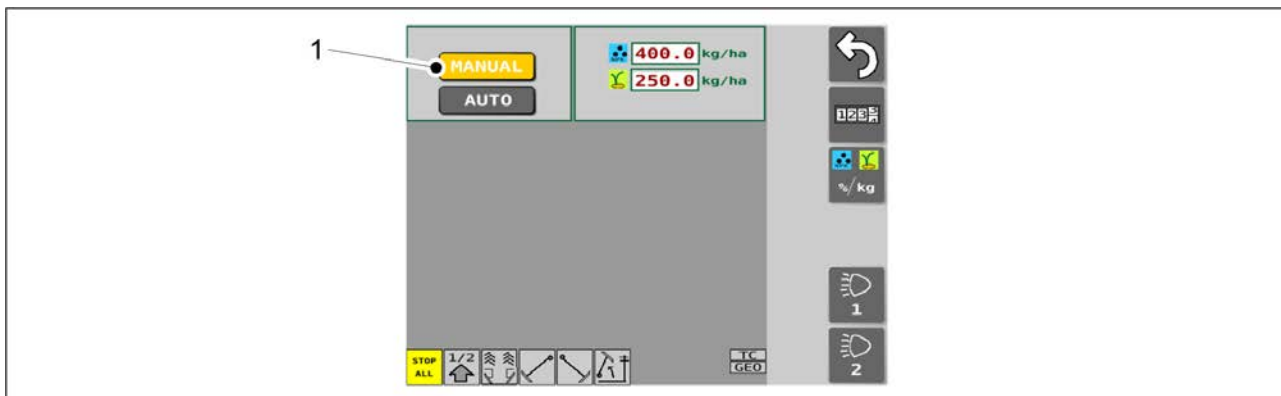 1
MANUAL
AUTO
400.0 kg/ha
250.0 kg/ha
%/kg
1
2
STOP
ALL
1/2
TC
GEO